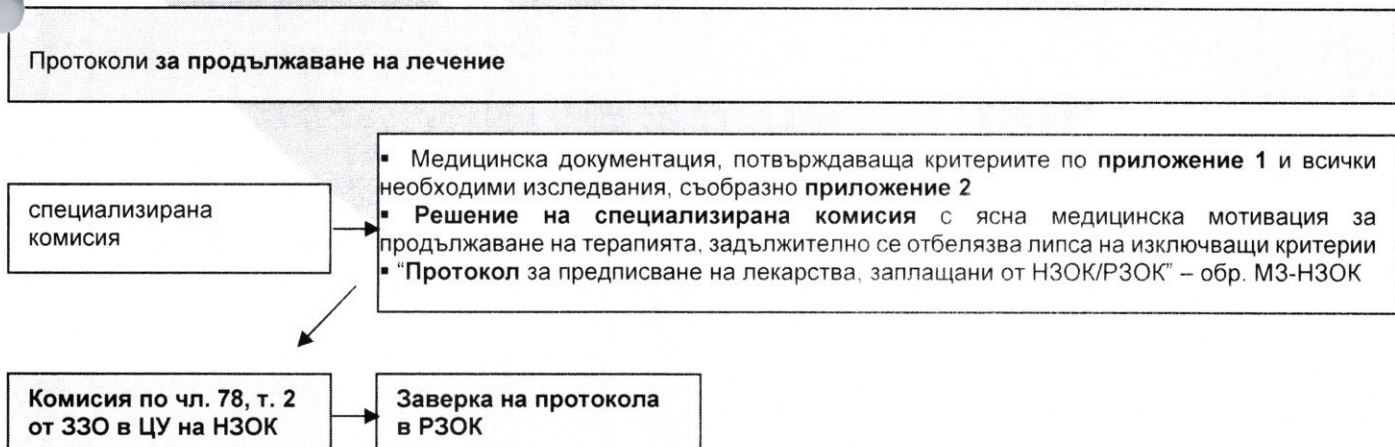 Протоколи за продължаване на лечение
специализирана
комисия
▪ Медицинска документация, потвърждаваща критериите по приложение 1 и всички
необходими изследвания, съобразно приложение 2
▪ Решение на специализирана комисия с ясна медицинска мотивация за
продължаване на терапията, задължително се отбелязва липса на изключващи критерии
▪ “Протокол за предписване на лекарства, заплащани от НЗОК/РЗОК” – обр. МЗ-НЗОК
Комисия по чл. 78, т. 2
от ЗЗО в ЦУ на НЗОК
Заверка на протокола
в РЗОК